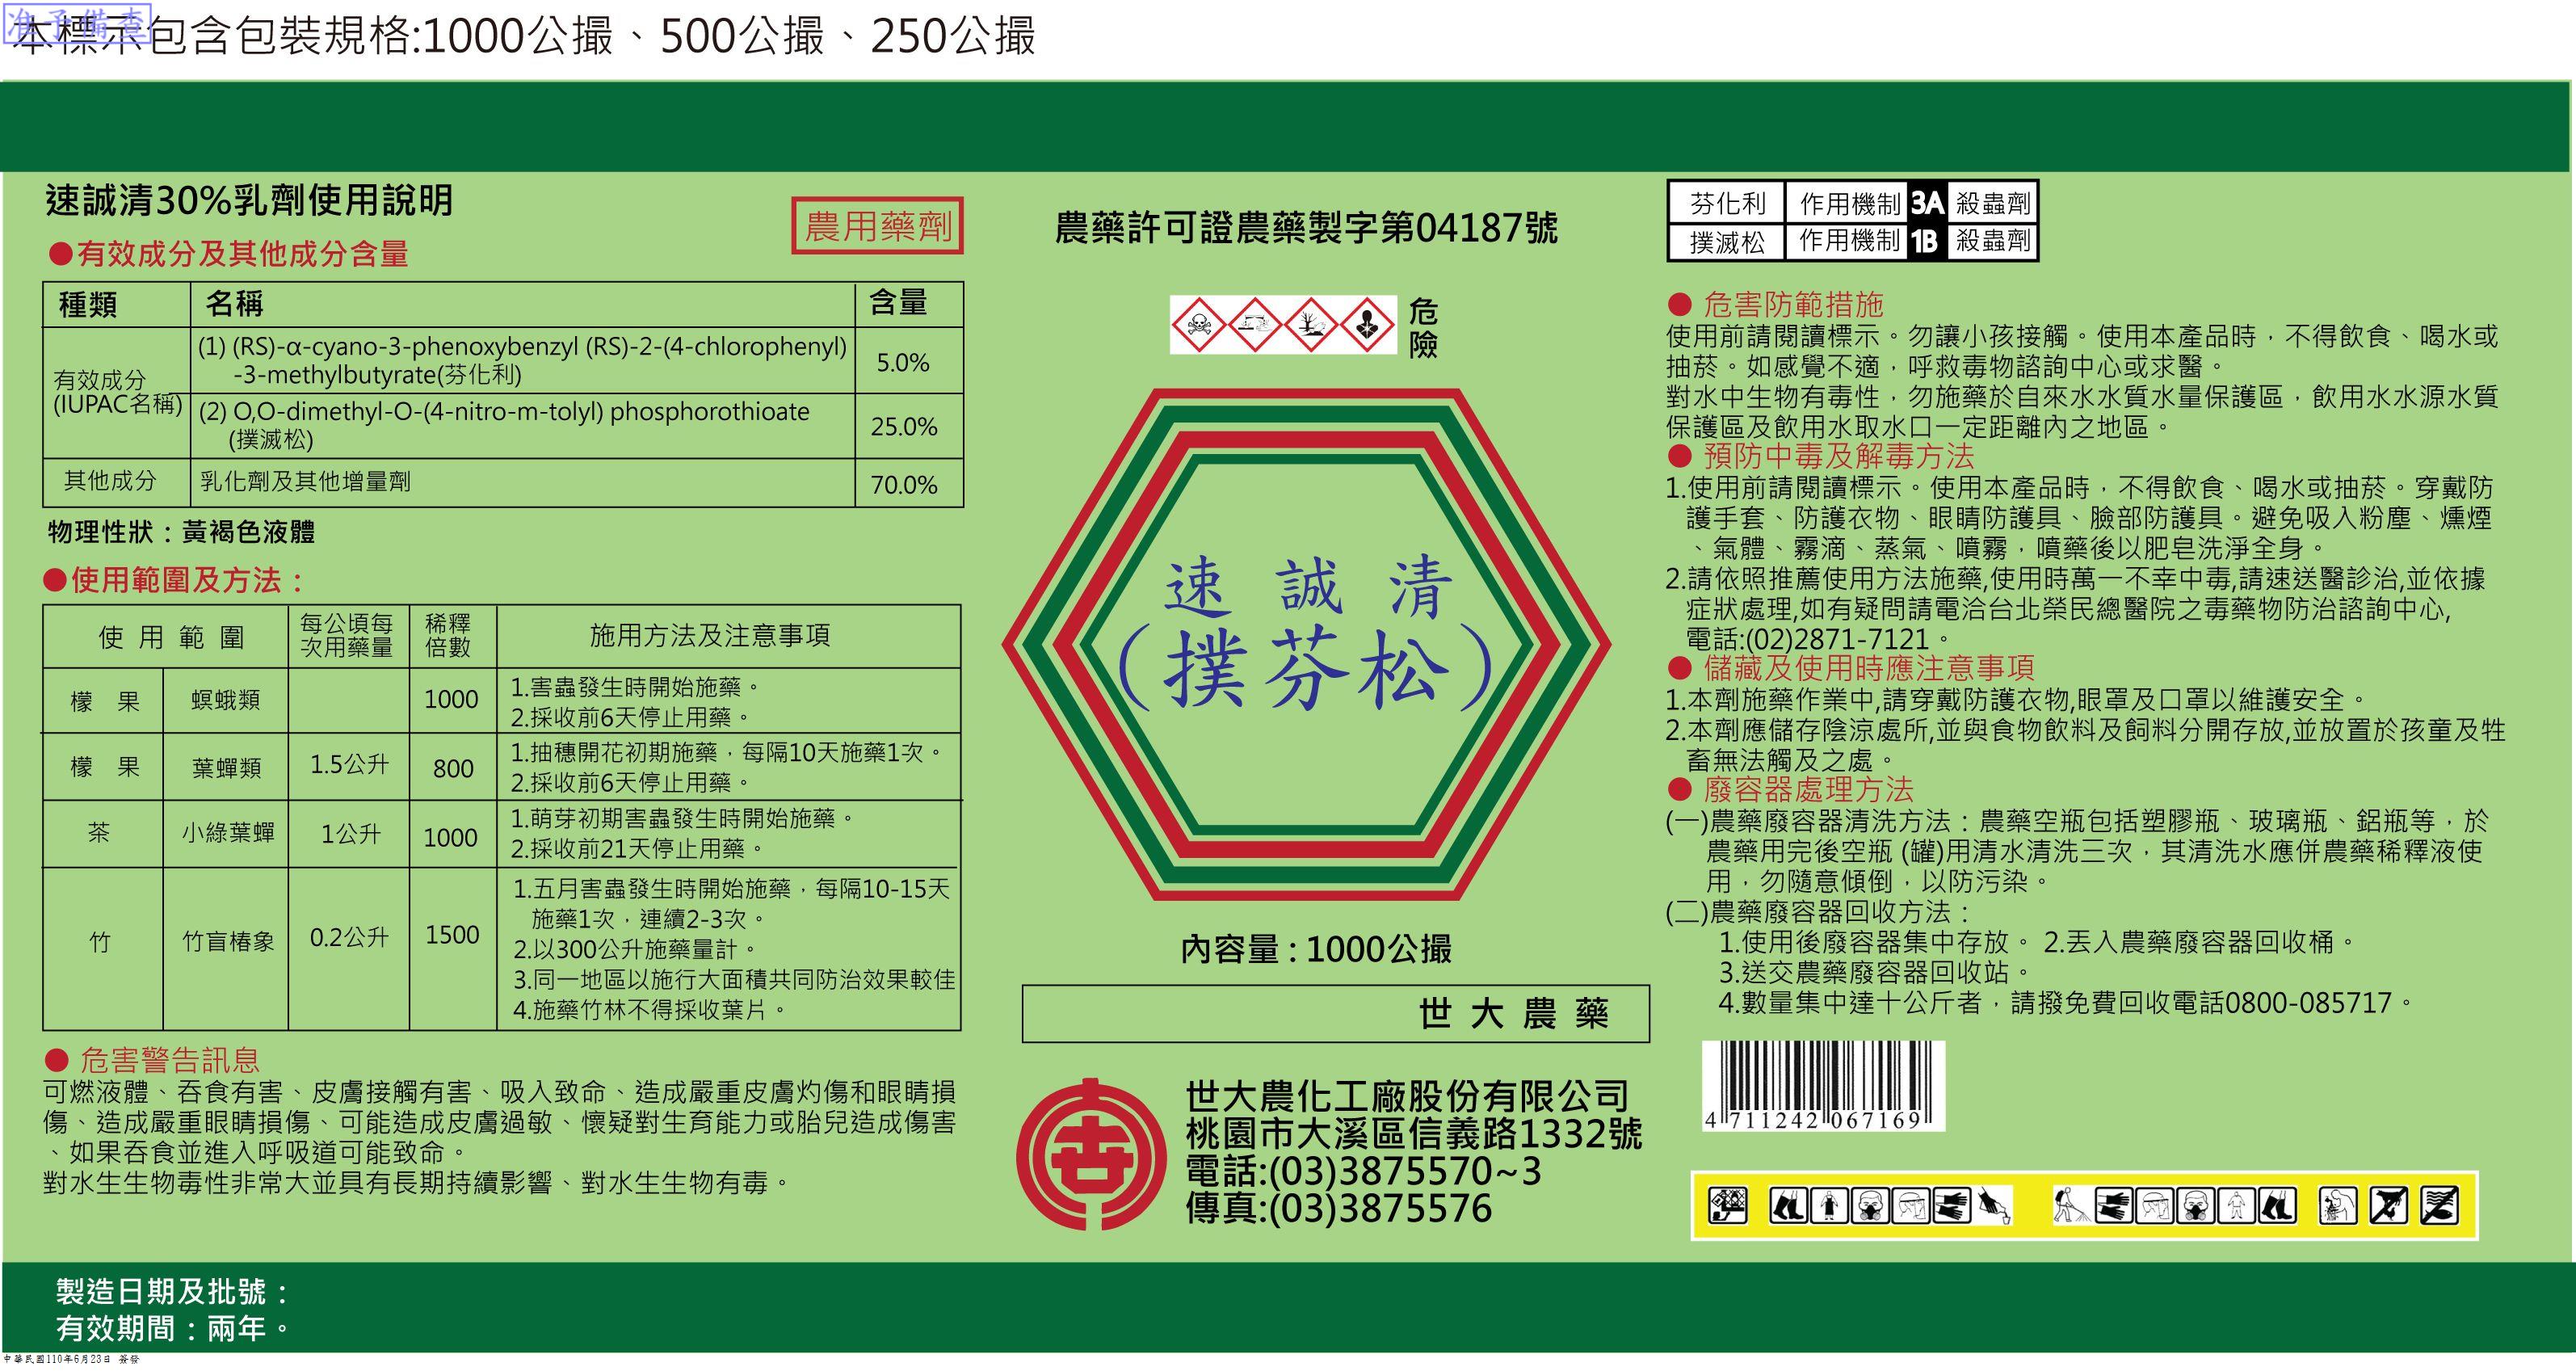 准予備查
本標示包含包裝規格:1000公撮、500公撮、250公撮
速誠清30%乳劑使用說明
農用藥劑
●有效成分及其他成分含量
種類 名稱 含量
有效成分
(IUPAC名稱)
(1) (RS)-α-cyano-3-phenoxybenzyl (RS)-2-(4-chlorophenyl)
-3-methylbutyrate(芬化利)
5.0%
(2) O,O-dimethyl-O-(4-nitro-m-tolyl) phosphorothioate
(撲滅松)
25.0%
其他成分 乳化劑及其他增量劑 70.0%
物理性狀：黃褐色液體
●使用範圍及方法：
使用範圍 每公頃每次用藥量 稀釋倍數 施用方法及注意事項
檬果 螟蛾類 1000
1.害蟲發生時開始施藥。
2.採收前6天停止用藥。
檬果 葉蟬類 1.5公升 800
1.抽穗開花初期施藥，每隔10天施藥1次。
2.採收前6天停止用藥。
茶 小綠葉蟬 1公升 1000
1.萌芽初期害蟲發生時開始施藥。
2.採收前21天停止用藥。
竹 竹盲椿象 0.2公升 1500
1.五月害蟲發生時開始施藥，每隔10-15天
施藥1次，連續2-3次。
2.以300公升施藥量計。
3.同一地區以施行大面積共同防治效果較佳
4.施藥竹林不得採收葉片。
● 危害警告訊息
可燃液體、吞食有害、皮膚接觸有害、吸入致命、造成嚴重皮膚灼傷和眼睛損
傷、造成嚴重眼睛損傷、可能造成皮膚過敏、懷疑對生育能力或胎兒造成傷害
、如果吞食並進入呼吸道可能致命。
對水生生物毒性非常大並具有長期持續影響、對水生生物有毒。
農藥許可證農藥製字第04187號
危
險
速誠清
(撲芬松)
內容量：1000公撮
世大農藥
世大農化工廠股份有限公司
桃園市大溪區信義路1332號
電話:(03)3875570~3
傳真:(03)3875576
芬化利 作用機制 3A 殺蟲劑
撲滅松 作用機制 1B 殺蟲劑
● 危害防範措施
使用前請閱讀標示。勿讓小孩接觸。使用本產品時，不得飲食、喝水或
抽菸。如感覺不適，呼救毒物諮詢中心或求醫。
對水中生物有毒性，勿施藥於自來水水質水量保護區，飲用水水源水質
保護區及飲用水取水口一定距離內之地區。
● 預防中毒及解毒方法
1.使用前請閱讀標示。使用本產品時，不得飲食、喝水或抽菸。穿戴防
護手套、防護衣物、眼睛防護具、臉部防護具。避免吸入粉塵、燻煙
、氣體、霧滴、蒸氣、噴霧，噴藥後以肥皂洗淨全身。
2.請依照推薦使用方法施藥,使用時萬一不幸中毒,請速送醫診治,並依據
症狀處理,如有疑問請電洽台北榮民總醫院之毒藥物防治諮詢中心,
電話:(02)2871-7121。
● 儲藏及使用時應注意事項
1.本劑施藥作業中,請穿戴防護衣物,眼罩及口罩以維護安全。
2.本劑應儲存陰涼處所,並與食物飲料及飼料分開存放,並放置於孩童及牲
畜無法觸及之處。
● 廢容器處理方法
(一)農藥廢容器清洗方法：農藥空瓶包括塑膠瓶、玻璃瓶、鋁瓶等，於
農藥用完後空瓶 (罐)用清水清洗三次，其清洗水應併農藥稀釋液使
用，勿隨意傾倒，以防污染。
(二)農藥廢容器回收方法：
1.使用後廢容器集中存放。 2.丟入農藥廢容器回收桶。
3.送交農藥廢容器回收站。
4.數量集中達十公斤者，請撥免費回收電話0800-085717。
4 711242 067169
製造日期及批號：
有效期間：兩年。
中華民國110年6月23日 簽發